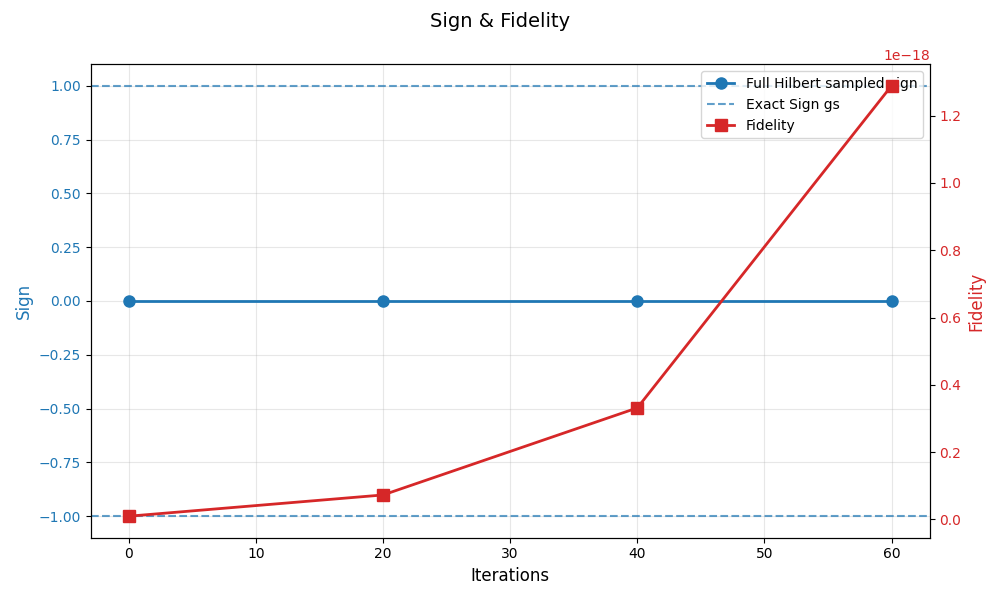 Sign & Fidelity
1e−18
1.00
0.75
0.50
0.25
0.00
−0.25
−0.50
−0.75
−1.00
Sign
Full Hilbert sampled sign
Exact Sign gs
Fidelity
1.2
1.0
0.8
0.6
0.4
0.2
0.0
Fidelity
0 10 20 30 40 50 60
Iterations